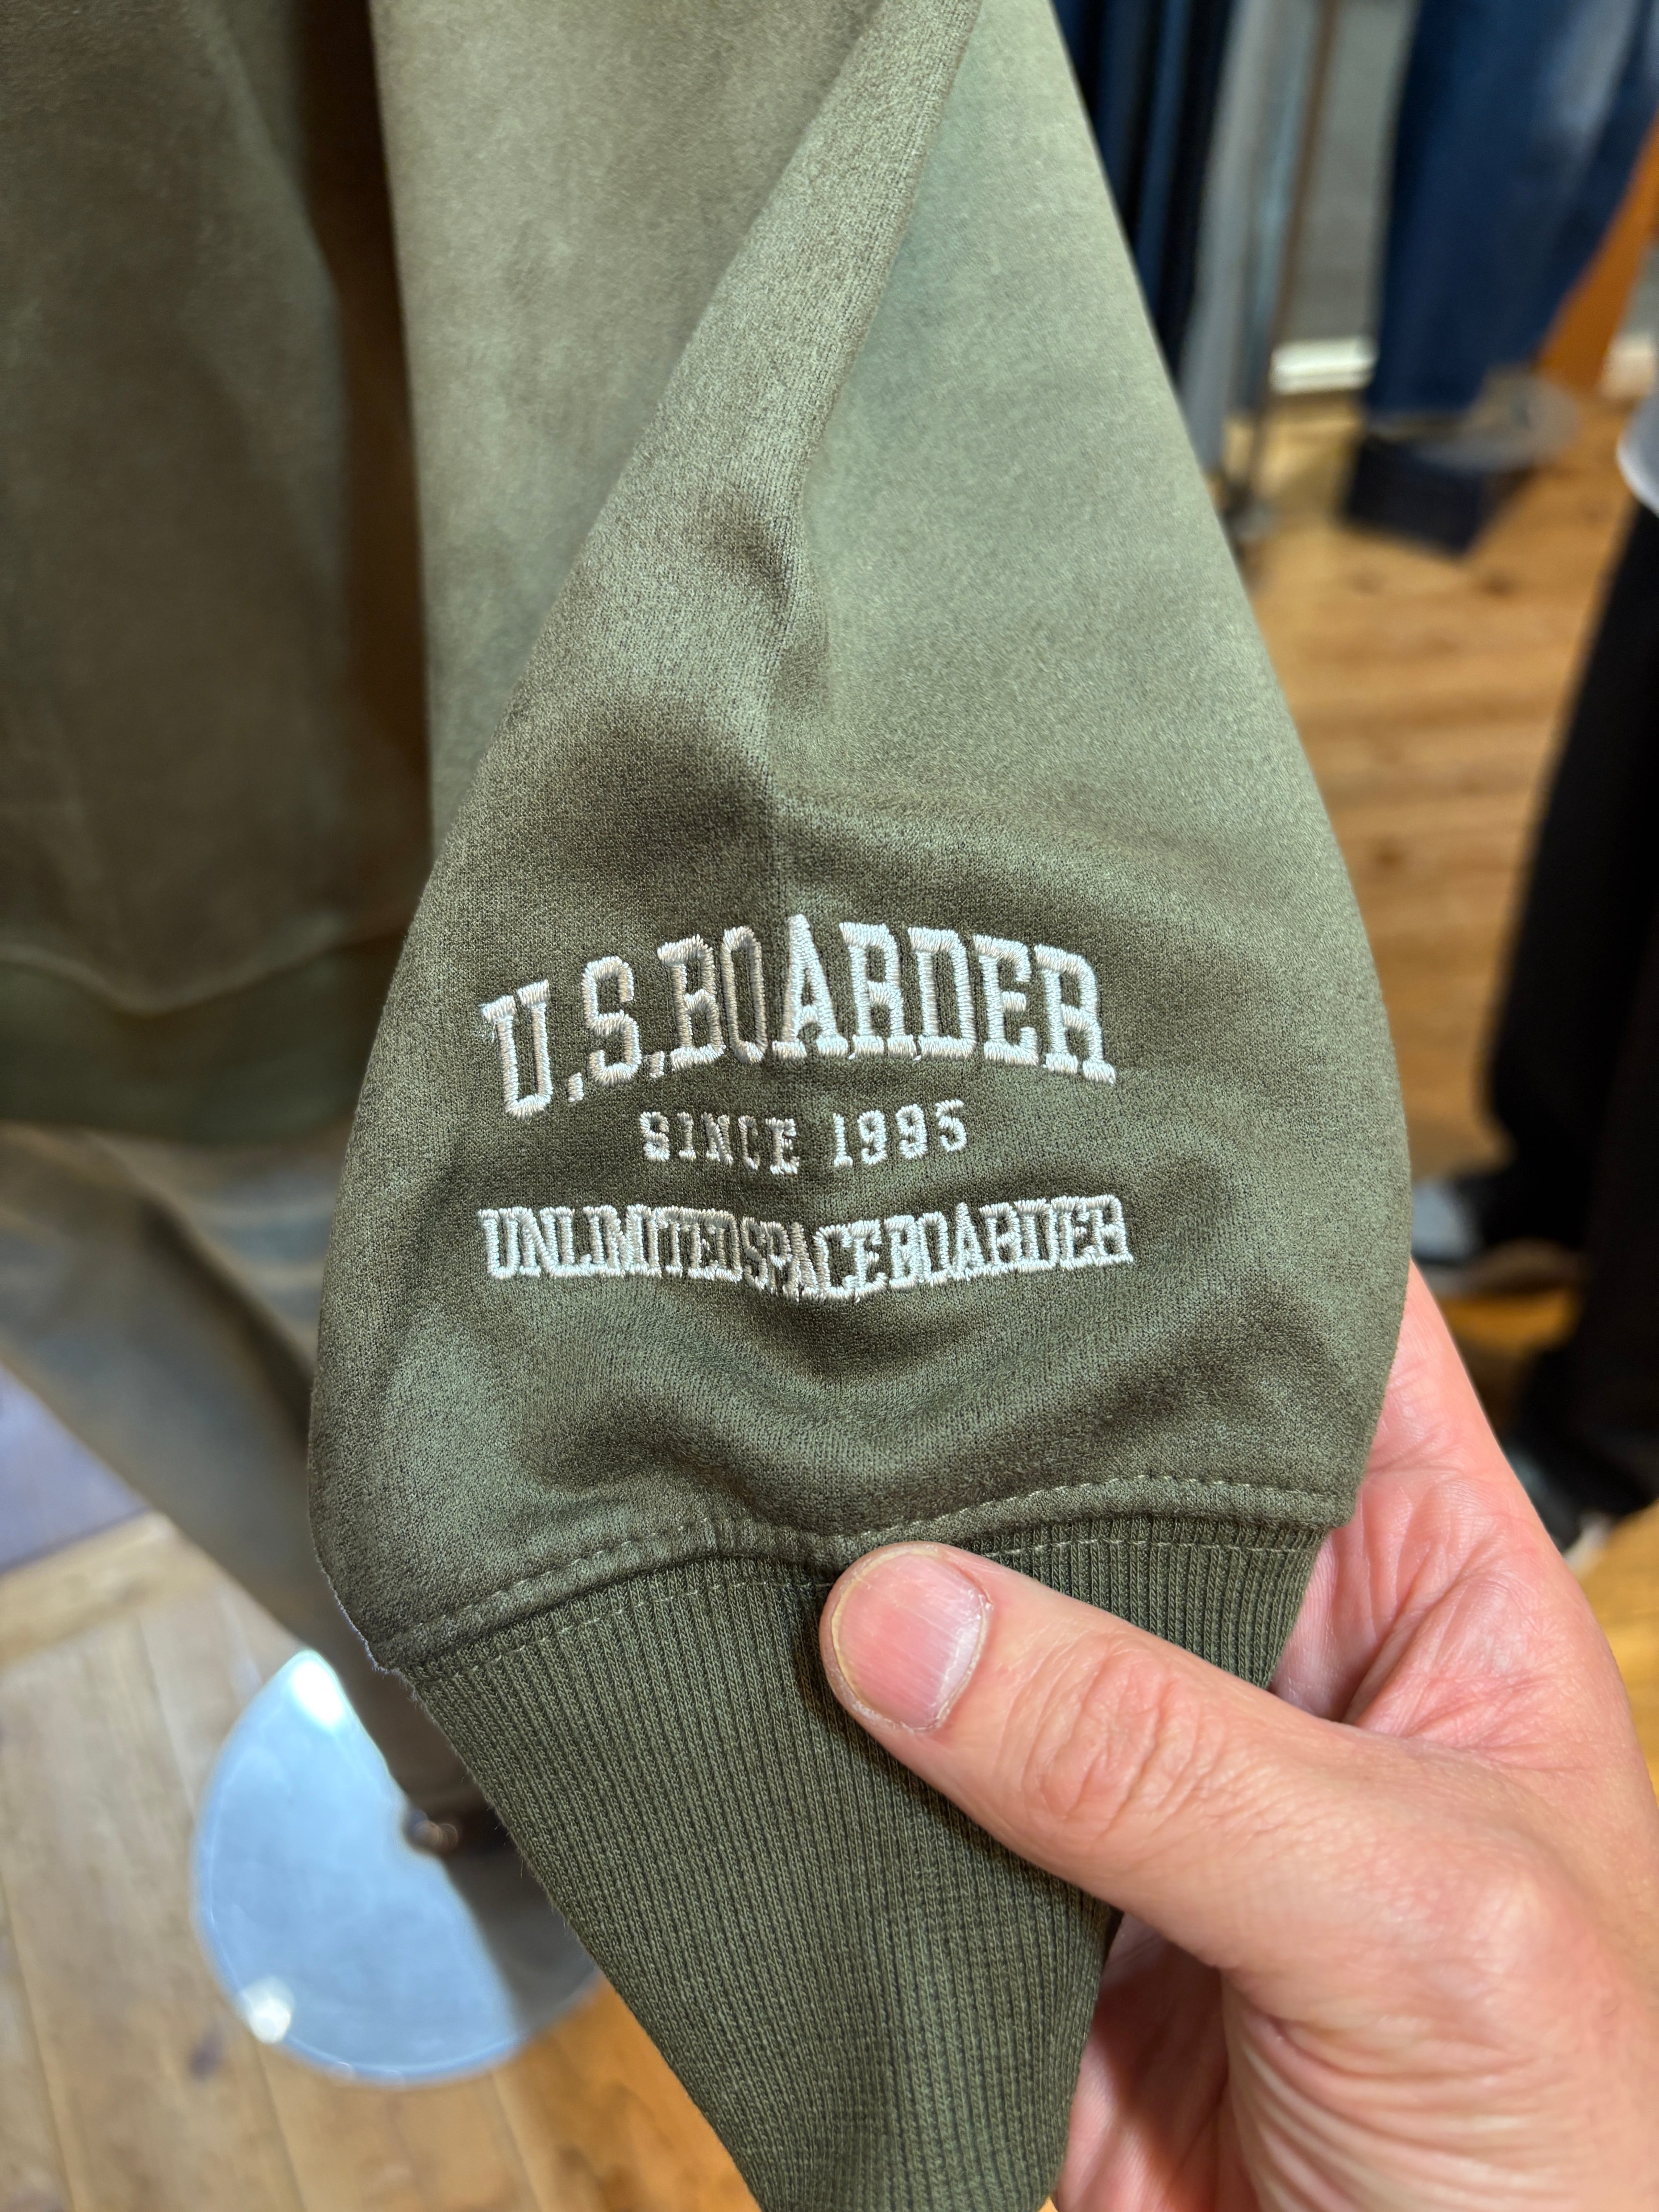 U.S.BOARDER
SINCE 1995
UNLIMITEDSPACEBOARDER